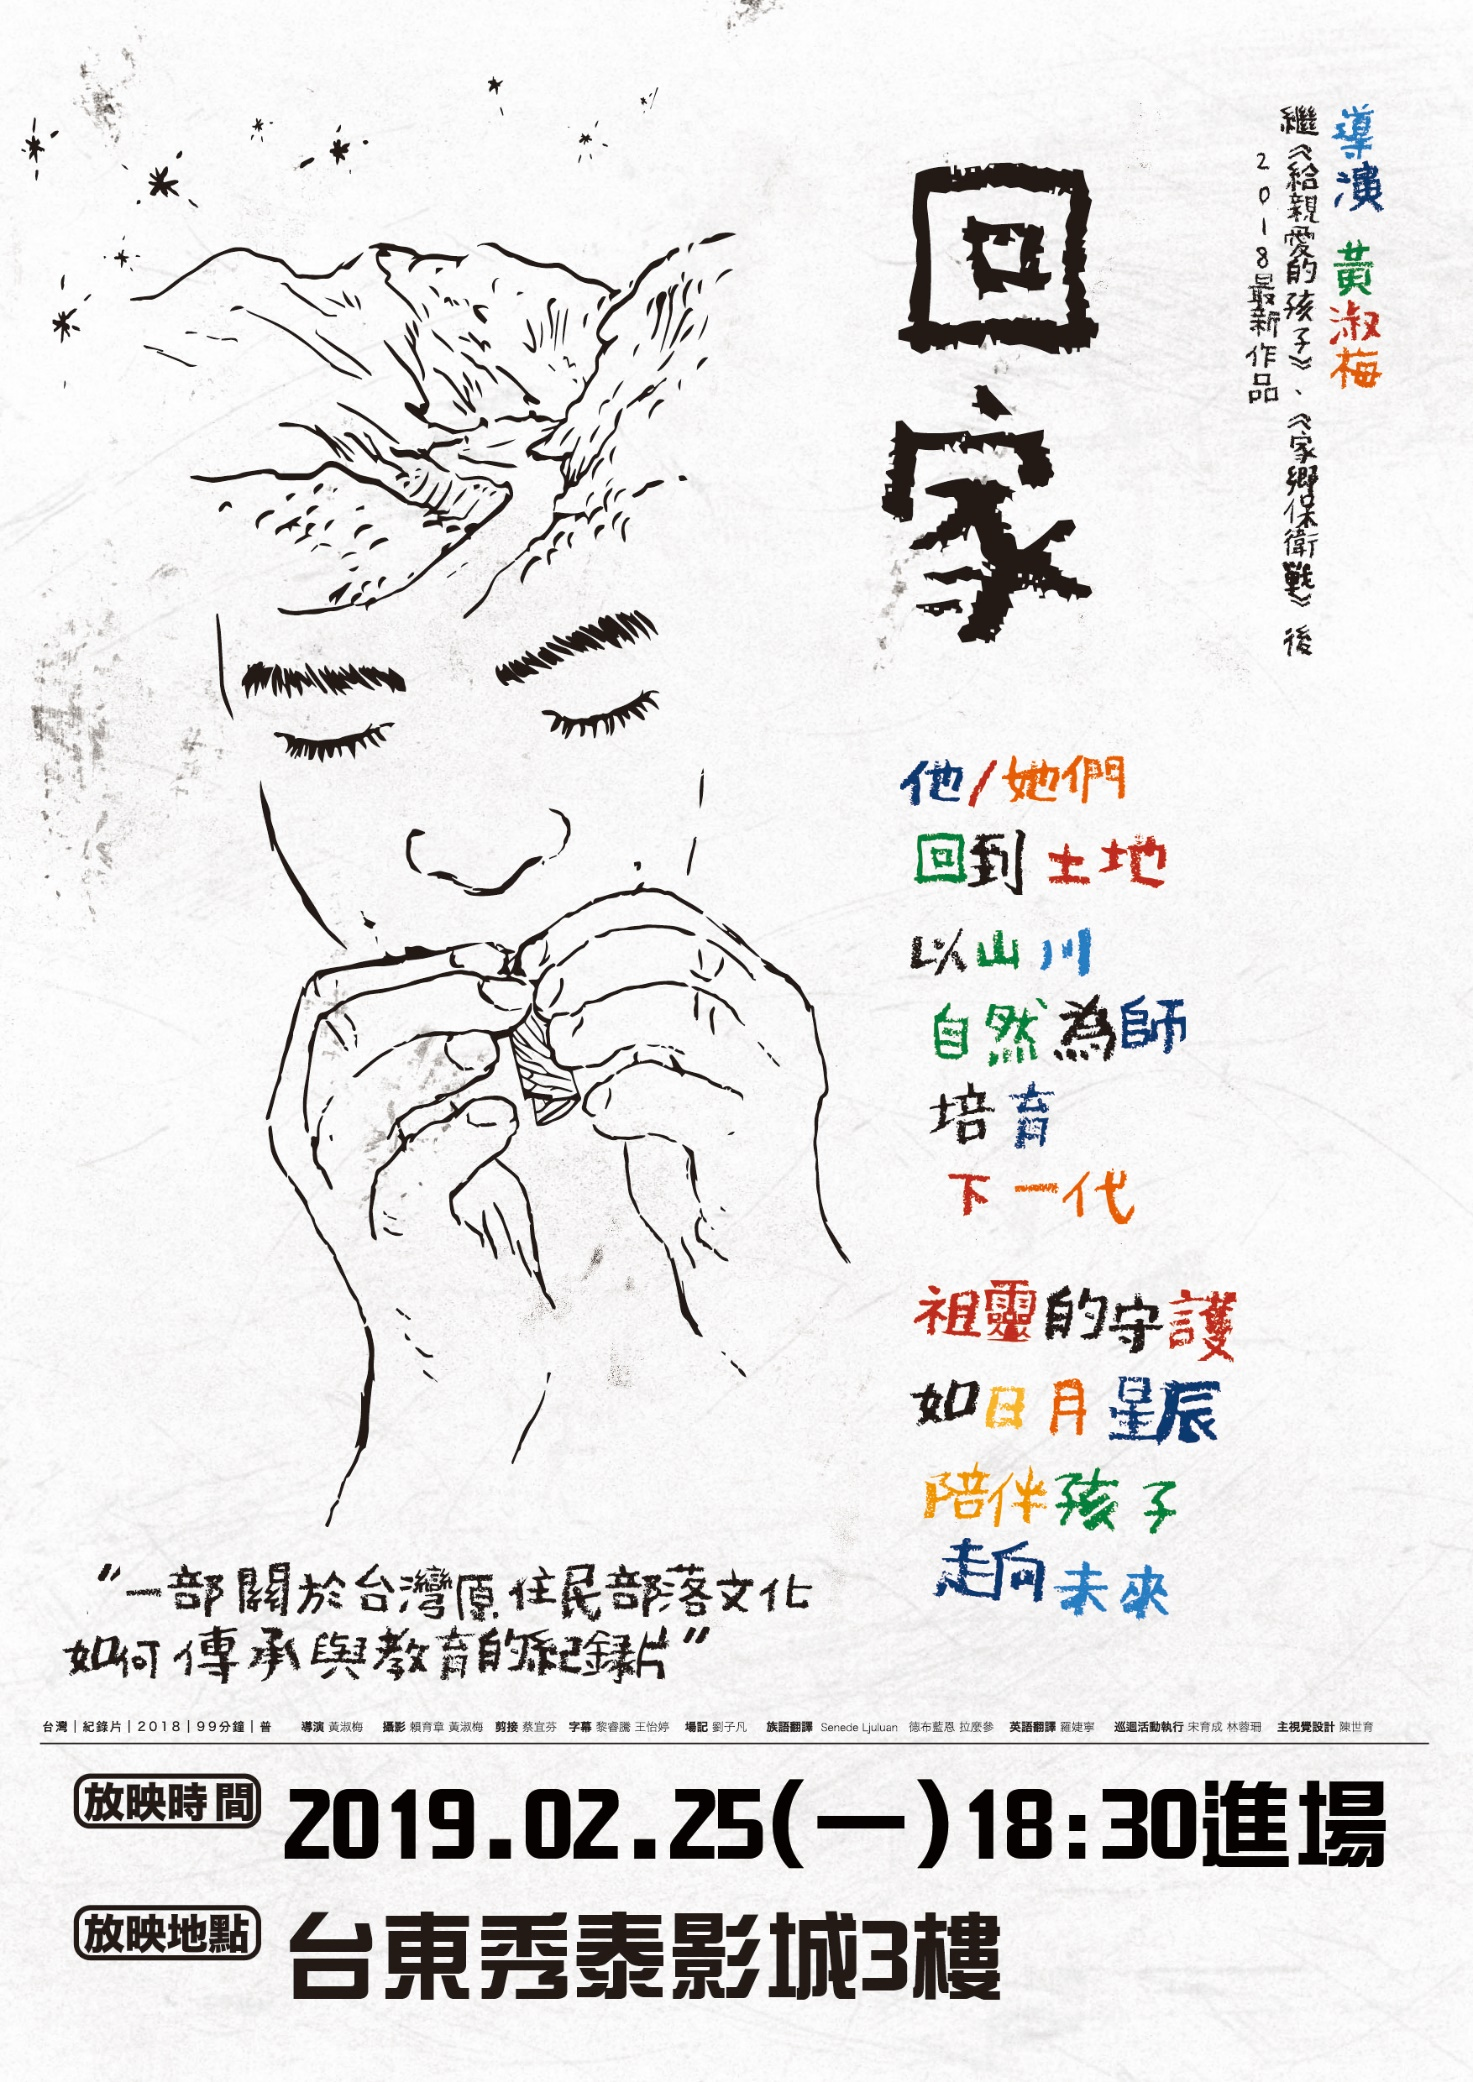 導演 黃淑梅
繼《給親愛的孩子》、《家鄉保衛戰》後
2018最新作品
回家
他/她們
回到土地
以山川
自然為師
培育
下一代
祖靈的守護
如日月星辰
陪伴孩子
走向未來
"一部關於台灣原住民部落文化
如何傳承與教育的紀錄片"
台灣|紀錄片|2018|99分鐘|普 導演 黃淑梅 攝影 賴育章 黃淑梅 剪接 蔡宜芬 字幕 黎睿騰 王怡婷 場記 劉子凡 族語翻譯 Senede Ljuluan 德布藍恩 拉麼參 英語翻譯 羅婕寧 巡迴活動執行 宋育成 林蓉珊 主視覺設計 陳世育
放映時間 2019.02.25(一)18:30進場
放映地點 台東秀泰影城3樓